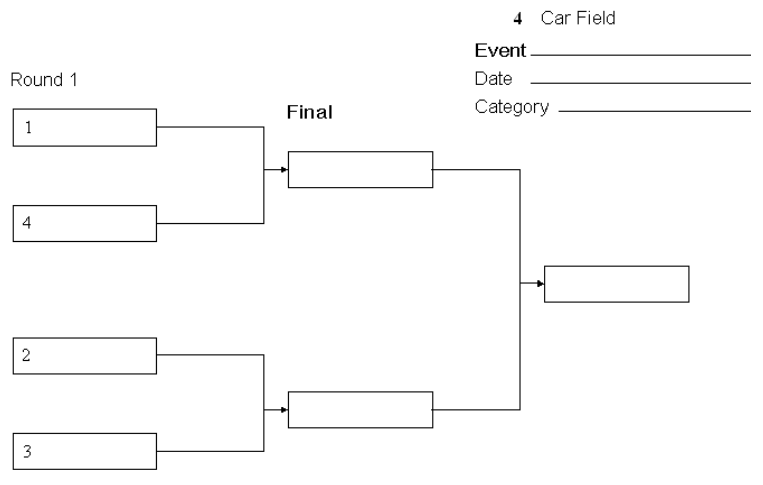 4 Car Field
Event
Date
Category
Round 1
Final
1
4
2
3